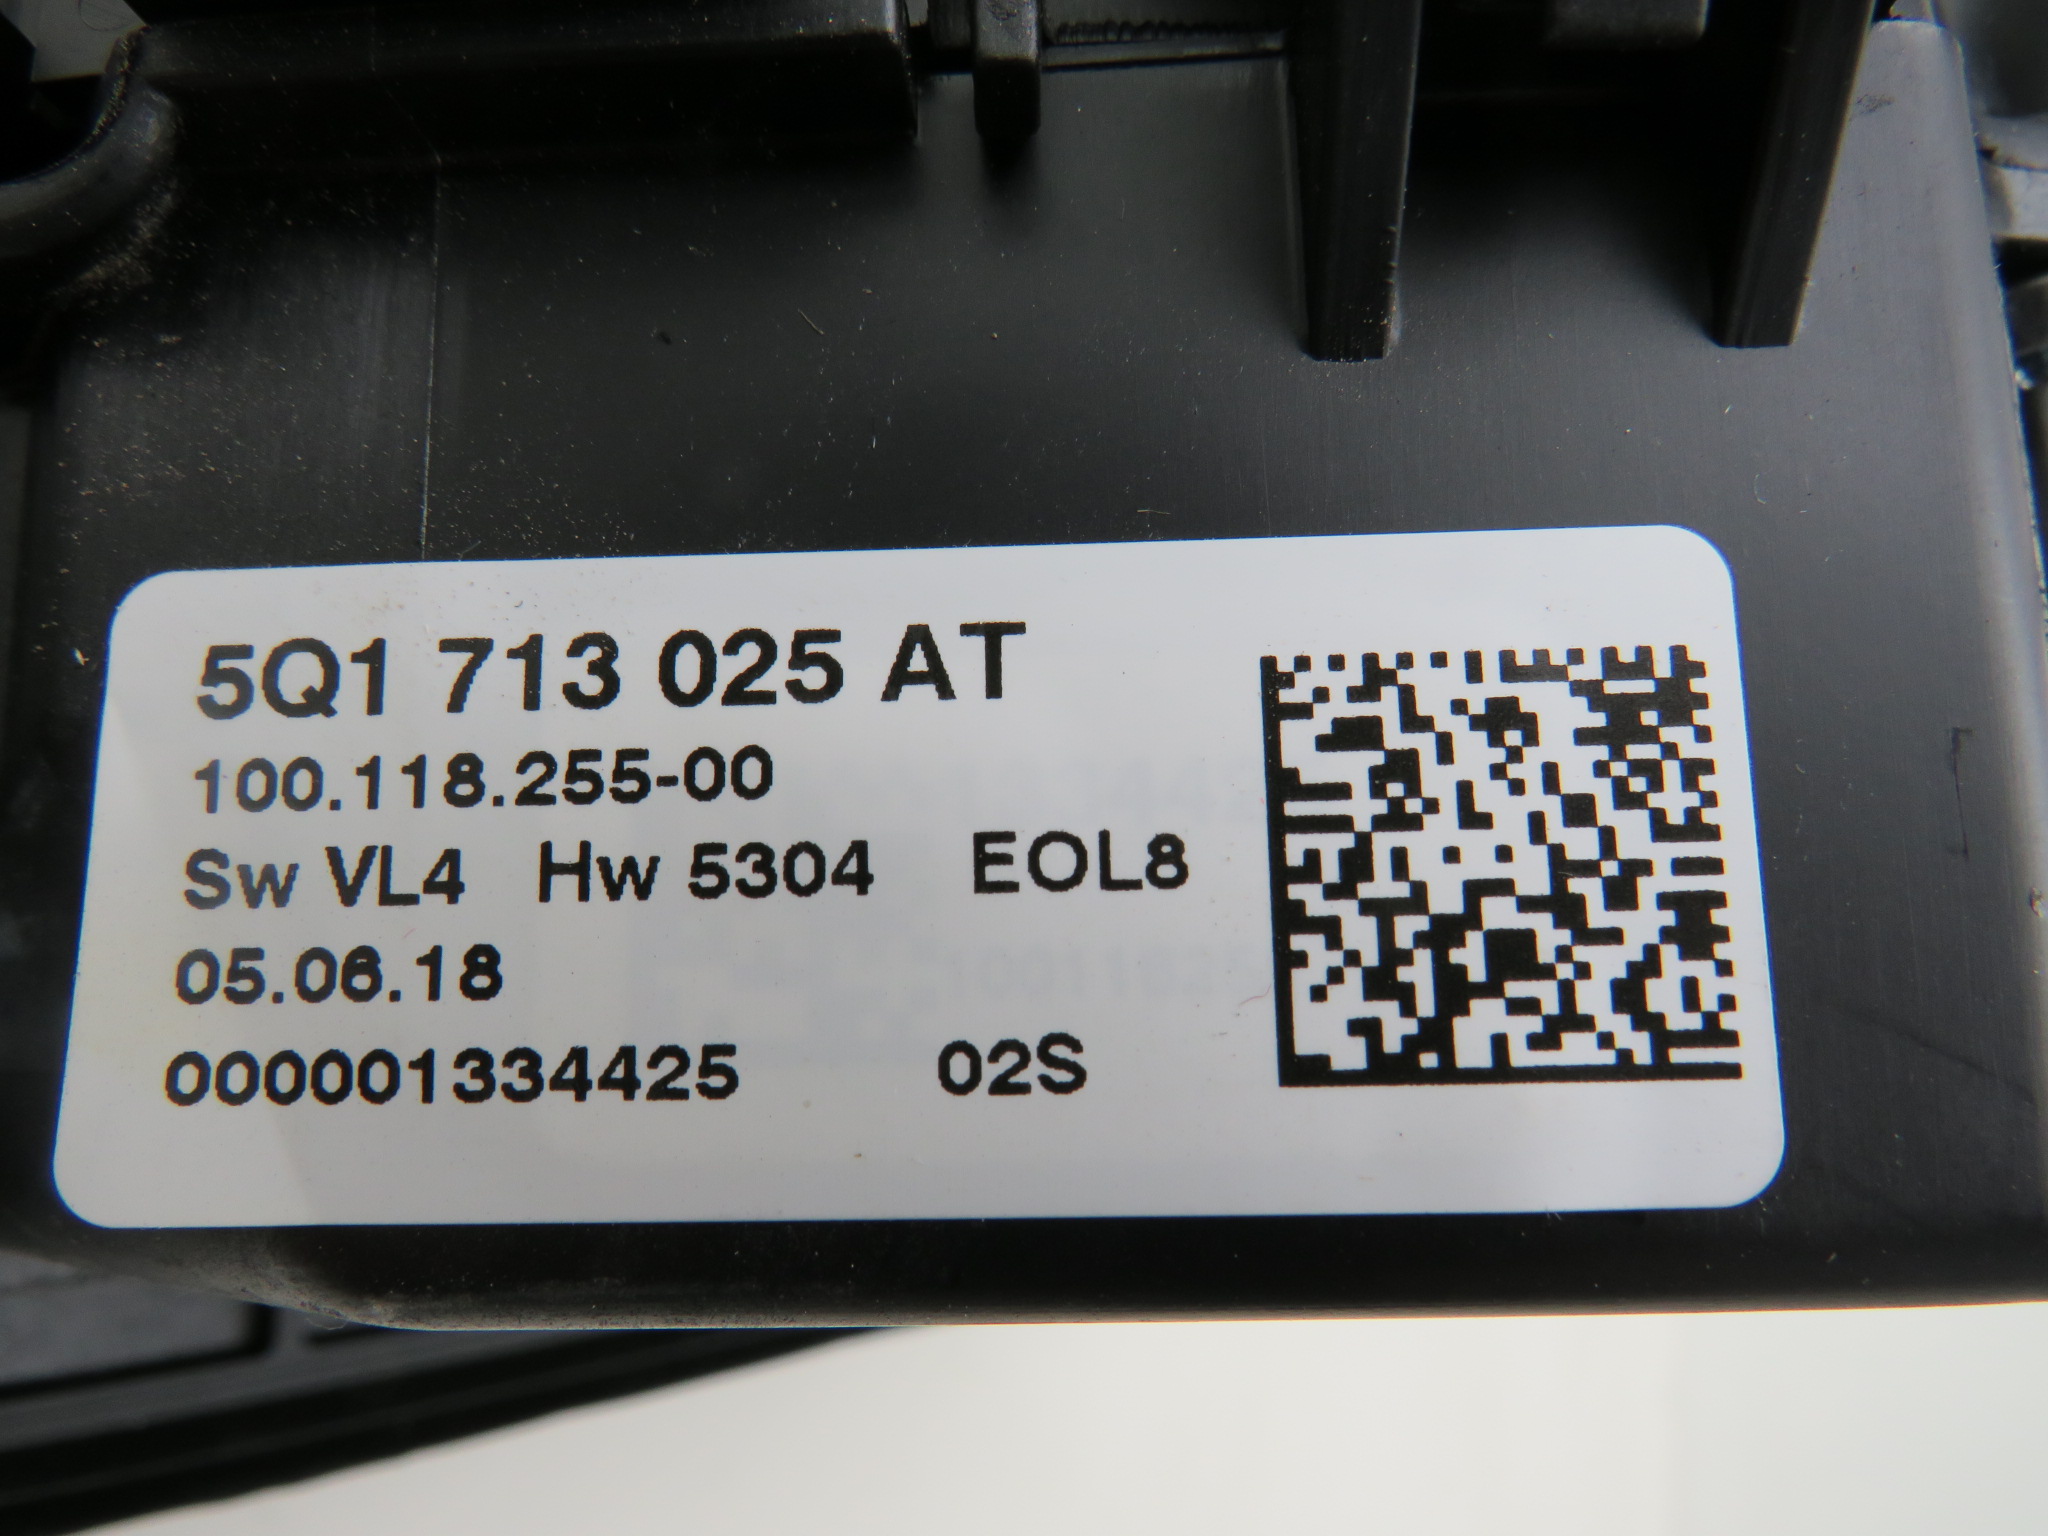 5Q1 713 025 AT
100.118.255-00
Sw VL4 Hw 5304 EOL8
05.06.18
000001334425 02S